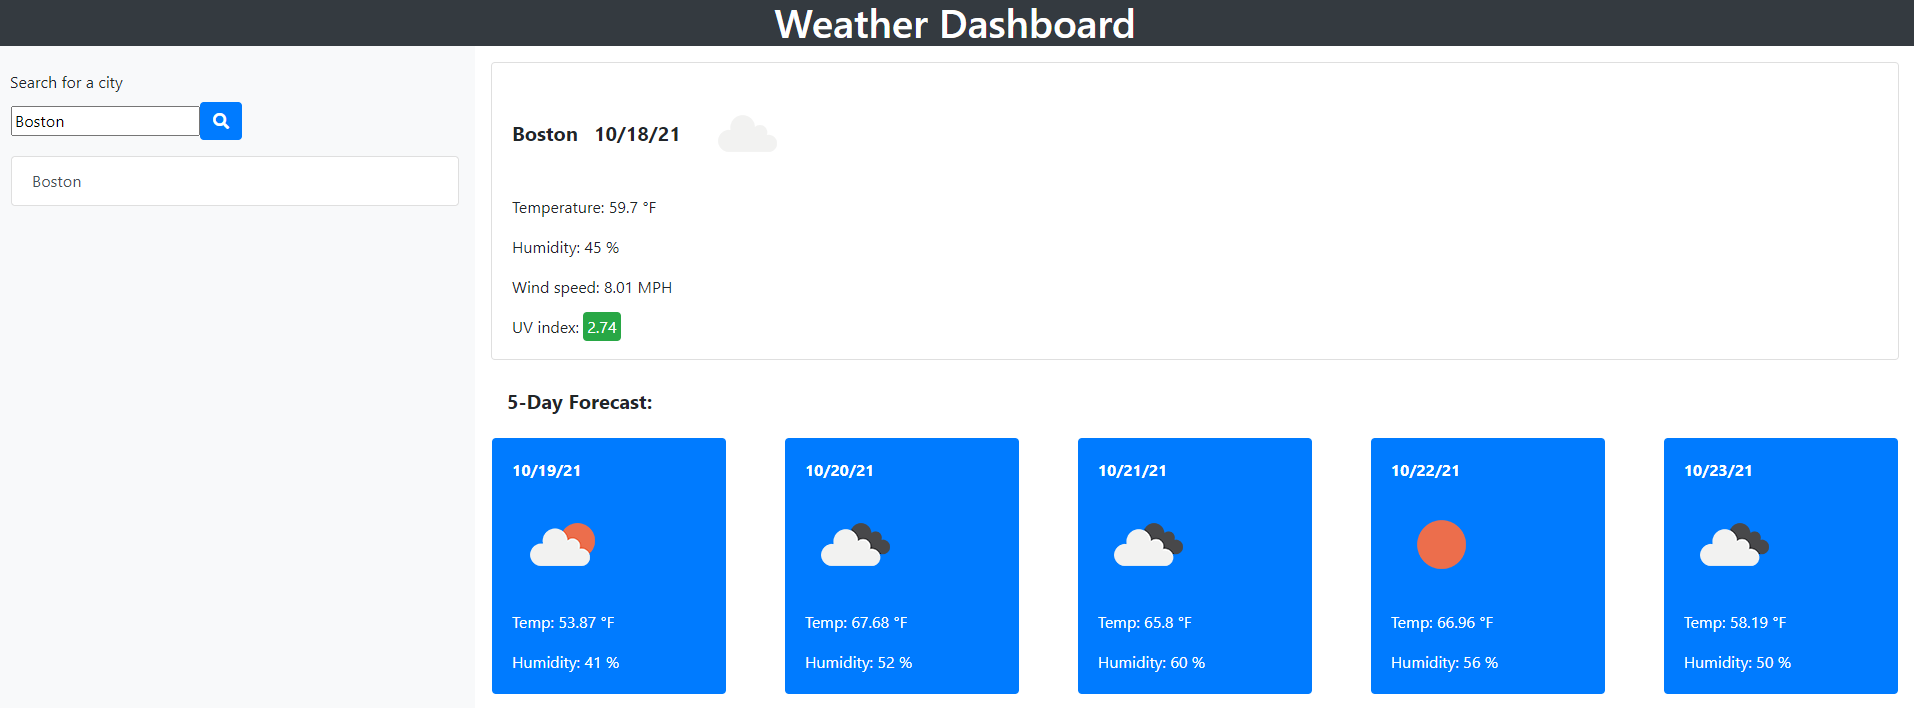 Weather Dashboard
Search for a city
Boston
Boston
Boston 10/18/21
Temperature: 59.7 °F
Humidity: 45 %
Wind speed: 8.01 MPH
UV index: 2.74
5-Day Forecast:
10/19/21
Temp: 53.87 °F
Humidity: 41 %
10/20/21
Temp: 67.68 °F
Humidity: 52 %
10/21/21
Temp: 65.8 °F
Humidity: 60 %
10/22/21
Temp: 66.96 °F
Humidity: 56 %
10/23/21
Temp: 58.19 °F
Humidity: 50 %